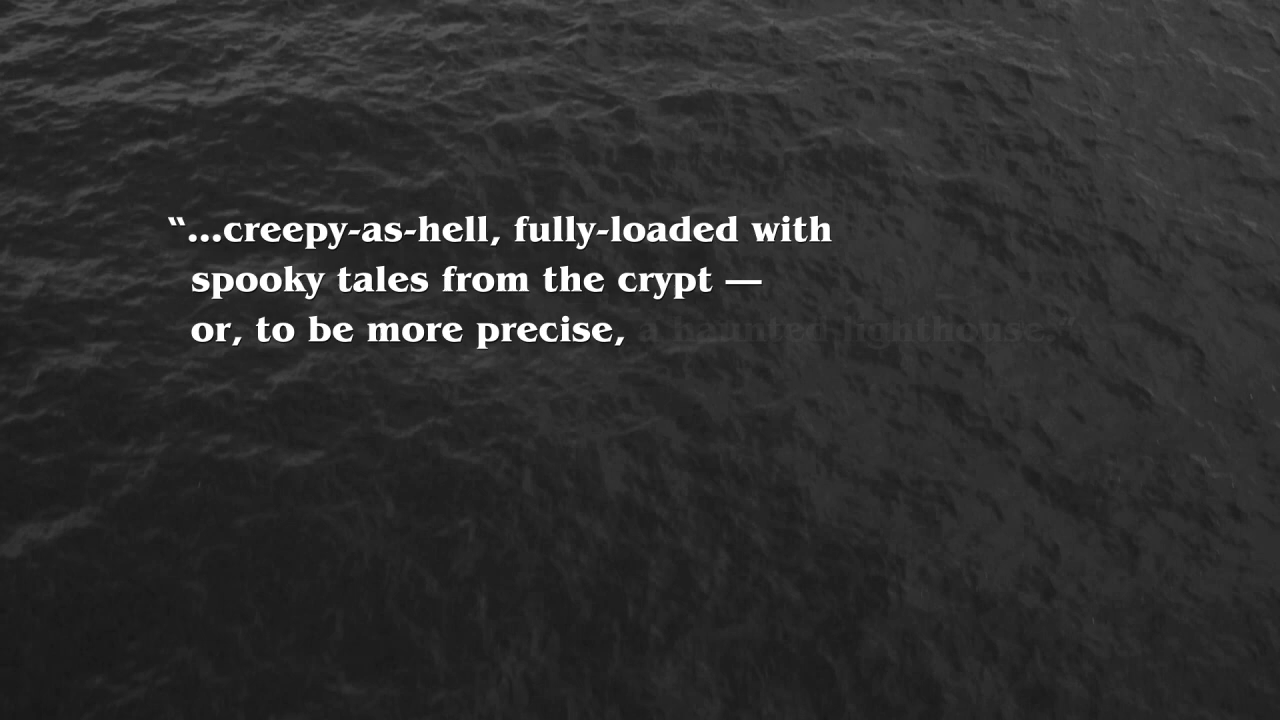 “...creepy-as-hell, fully-loaded with
spooky tales from the crypt —
or, to be more precise, a haunted lighthouse.”